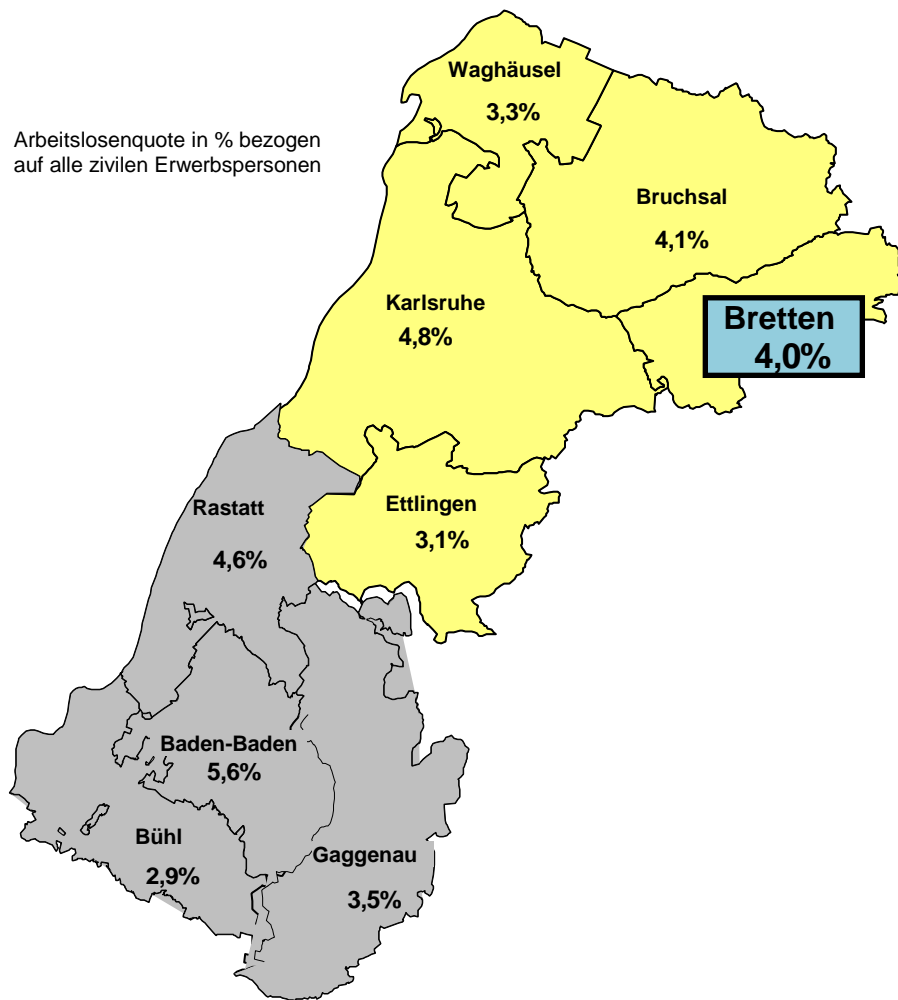 Waghäusel
3,3%
Arbeitslosenquote in % bezogen
auf alle zivilen Erwerbspersonen
Bruchsal
4,1%
Karlsruhe
4,8%
Bretten
4,0%
Rastatt
4,6%
Ettlingen
3,1%
Baden-Baden
5,6%
Bühl
2,9%
Gaggenau
3,5%